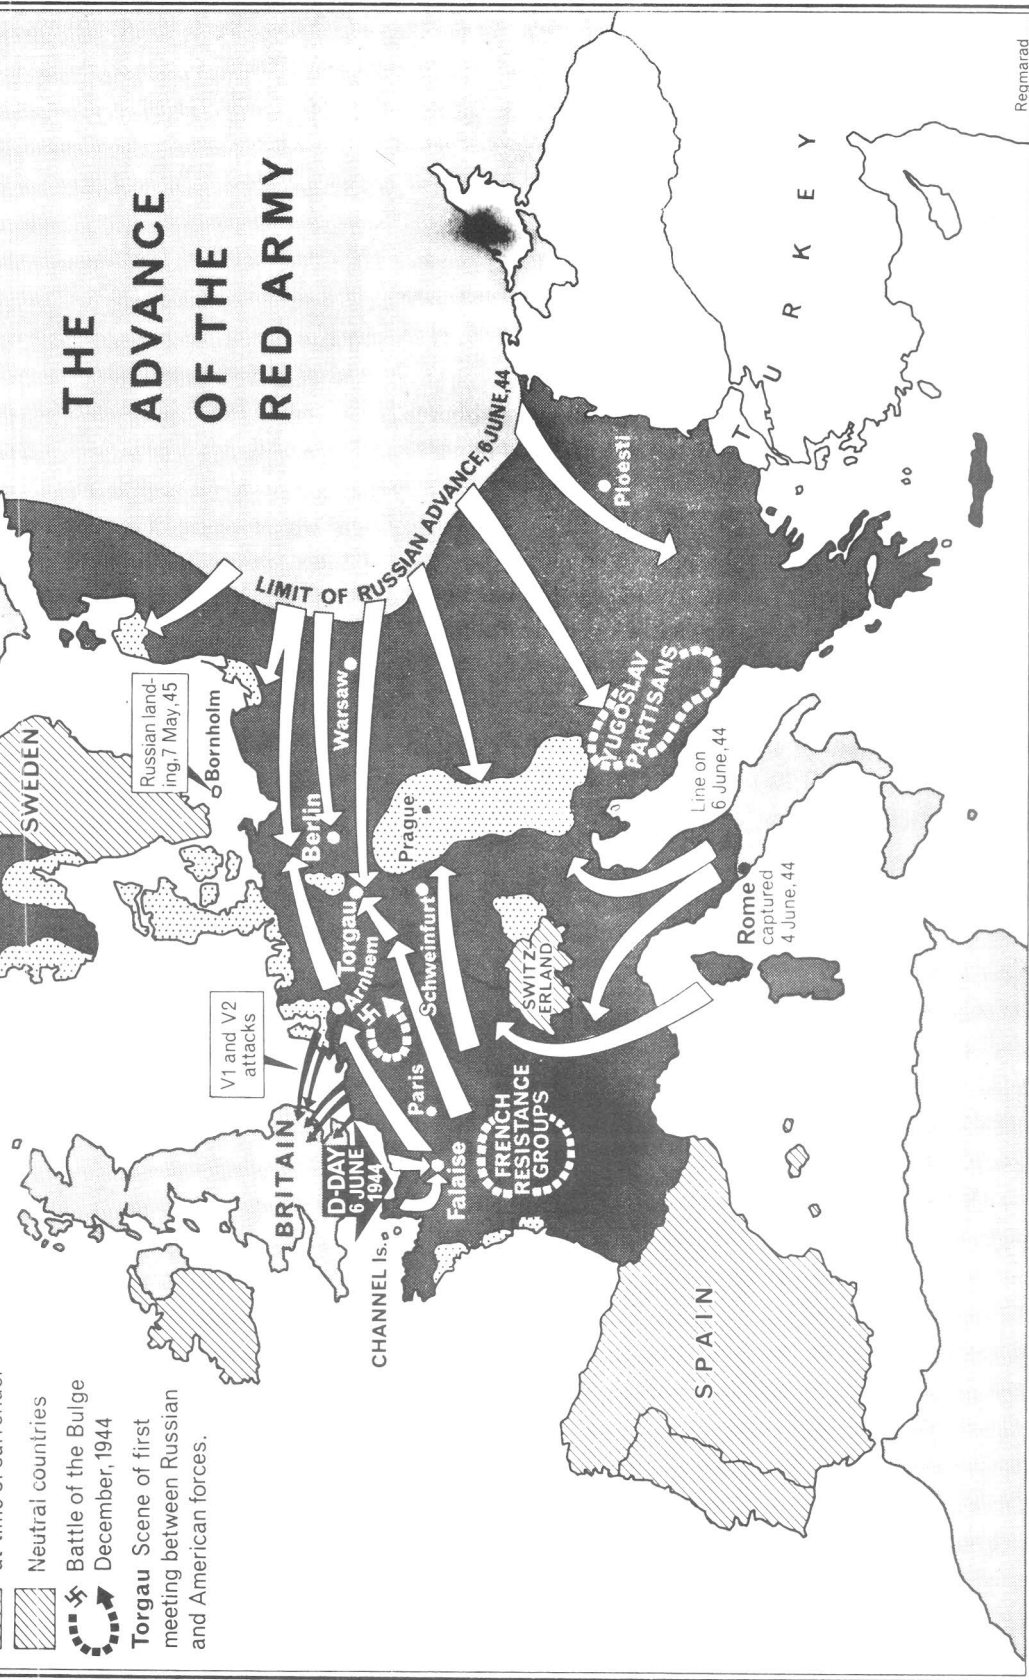 THE
ADVANCE
OF THE
RED ARMY
LIMIT OF RUSSIAN ADVANCE, 6 JUNE, 44
SWEDEN
Russian land-
ing, 7 May, 45
Bornholm
Warsaw
Berlin
Prague
Torgau
Arnhem
Schweinfurt
Ploesti
YUGOSLAV
PARTISANS
Line on
6 June, 44
Rome
captured
4 June, 44
SWITZ-
ERLAND
V1 and V2
attacks
Paris
BRITAIN
D-DAY
6 JUNE
1944
Falaise
FRENCH
RESISTANCE
GROUPS
CHANNEL Is.
SPAIN
TURKEY
at time of surrender
Neutral countries
Battle of the Bulge
December, 1944
Torgau Scene of first
meeting between Russian
and American forces.
Regmarad